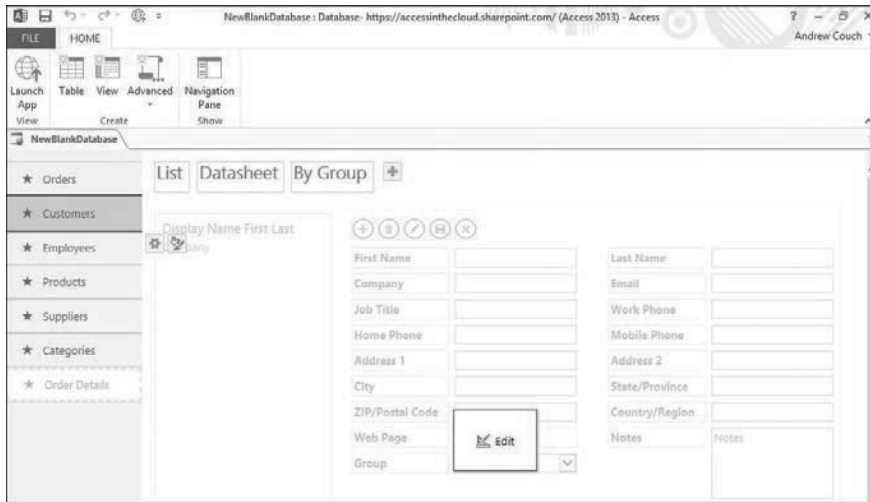 NewBlankDatabase : Database- https://accessinthecloud.sharepoint.com/ (Access 2013) - Access
FILE HOME
Andrew Couch
Launch App
Table
View
Advanced
Navigation Pane
View
Create
Show
NewBlankDatabase
Orders
Customers
Employees
Products
Suppliers
Categories
Order Details
List Datasheet By Group
Display Name First Last
First Name
Last Name
Company
Email
Job Title
Work Phone
Home Phone
Mobile Phone
Address 1
Address 2
City
State/Province
ZIP/Postal Code
Country/Region
Web Page
Edit
Notes
Notes
Group